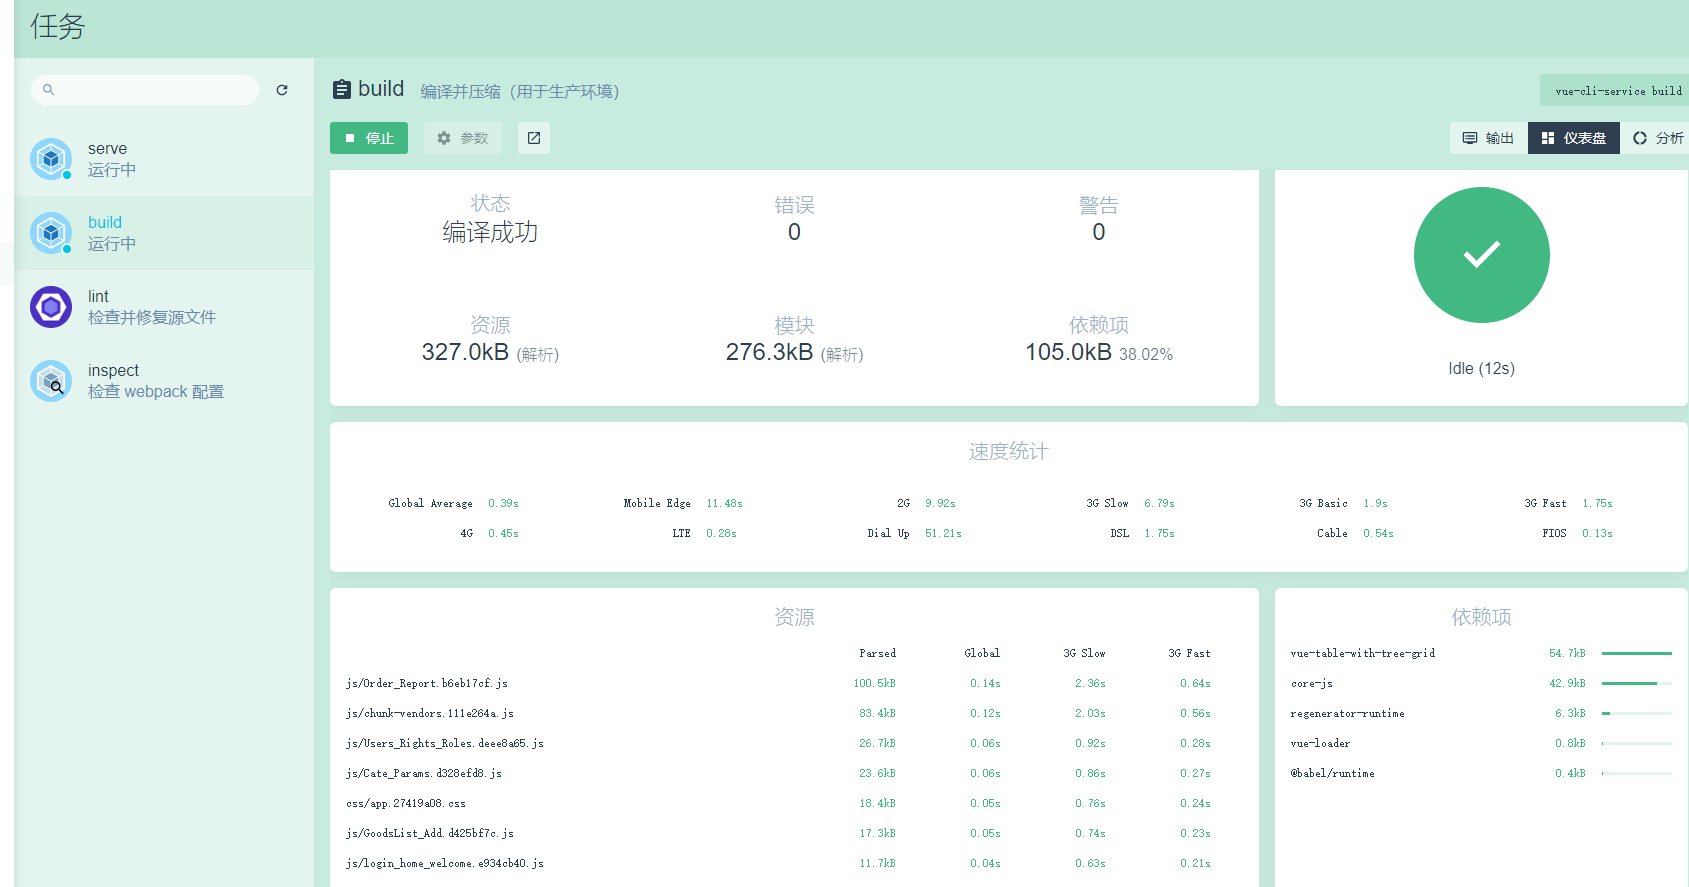 任务
serve
运行中
build
运行中
lint
检查并修复源文件
inspect
检查 webpack 配置
build 编译并压缩（用于生产环境） vue-cli-service build
停止 参数 输出 仪表盘 分析
状态 错误 警告
编译成功 0 0
资源 模块 依赖项
327.0kB (解析) 276.3kB (解析) 105.0kB 38.02%
Idle (12s)
速度统计
Global Average 0.39s Mobile Edge 11.48s 2G 9.92s 3G Slow 6.79s 3G Basic 1.9s 3G Fast 1.75s
4G 0.45s LTE 0.28s Dial Up 51.21s DSL 1.75s Cable 0.54s FIOS 0.13s
资源
Parsed Global 3G Slow 3G Fast
js/Order_Report.b6eb17cf.js 100.5kB 0.14s 2.36s 0.64s
js/chunk-vendors.111e264a.js 83.4kB 0.12s 2.03s 0.56s
js/Users_Rights_Roles.deee8a65.js 26.7kB 0.06s 0.92s 0.28s
js/Cate_Params.d328efd8.js 23.6kB 0.06s 0.86s 0.27s
css/app.27419a08.css 18.4kB 0.05s 0.76s 0.24s
js/GoodsList_Add.d425bf7c.js 17.3kB 0.05s 0.74s 0.23s
js/login_home_welcome.e934cb40.js 11.7kB 0.04s 0.63s 0.21s
依赖项
vue-table-with-tree-grid 54.7kB
core-js 42.9kB
regenerator-runtime 6.3kB
vue-loader 0.8kB
@babel/runtime 0.4kB